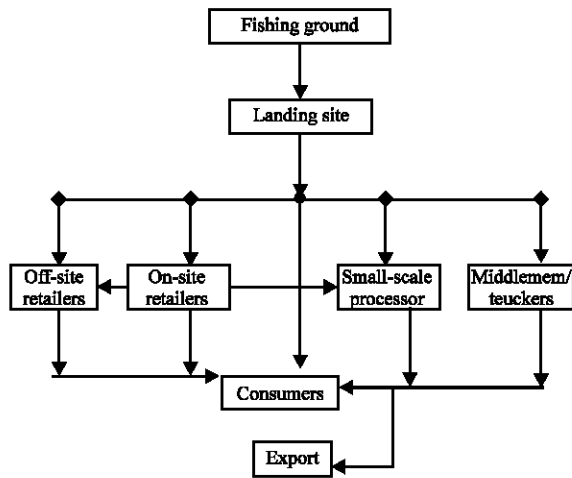 Fishing ground
Landing site
Off-site
retailers
On-site
retailers
Small-scale
processor
Middlemem/
teuckers
Consumers
Export